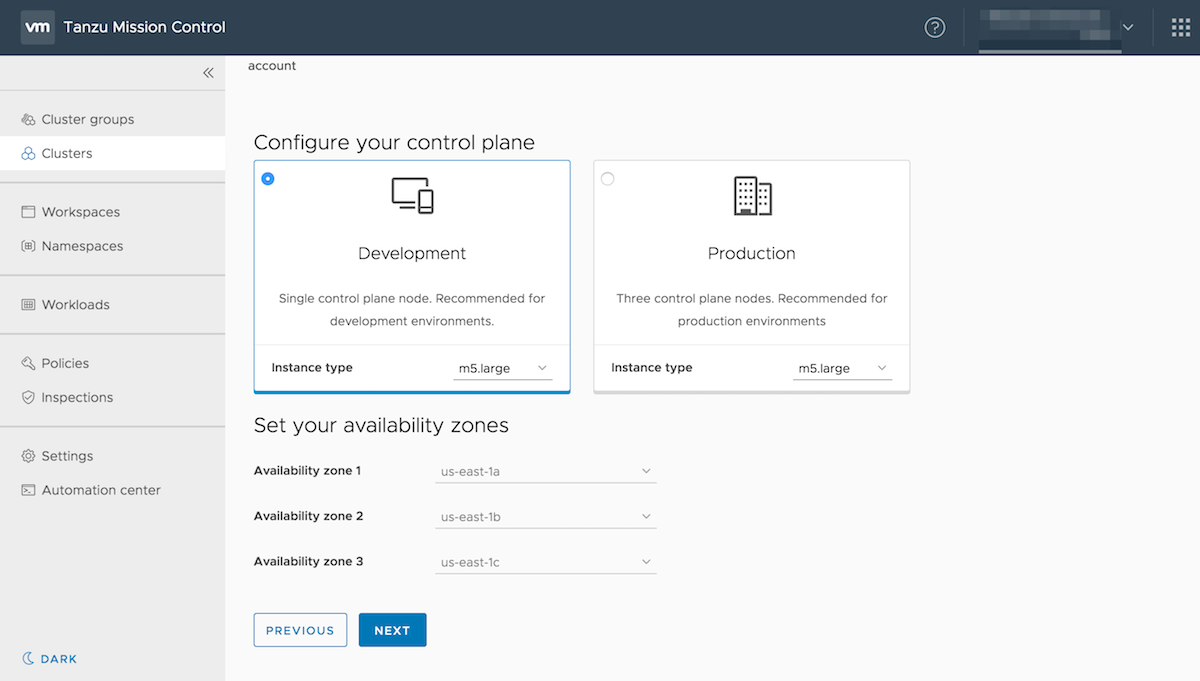 vm Tanzu Mission Control
account
Cluster groups
Clusters
Workspaces
Namespaces
Workloads
Policies
Inspections
Settings
Automation center
DARK
Configure your control plane
Development
Single control plane node. Recommended for
development environments.
Instance type m5.large
Production
Three control plane nodes. Recommended for
production environments
Instance type m5.large
Set your availability zones
Availability zone 1 us-east-1a
Availability zone 2 us-east-1b
Availability zone 3 us-east-1c
PREVIOUS NEXT